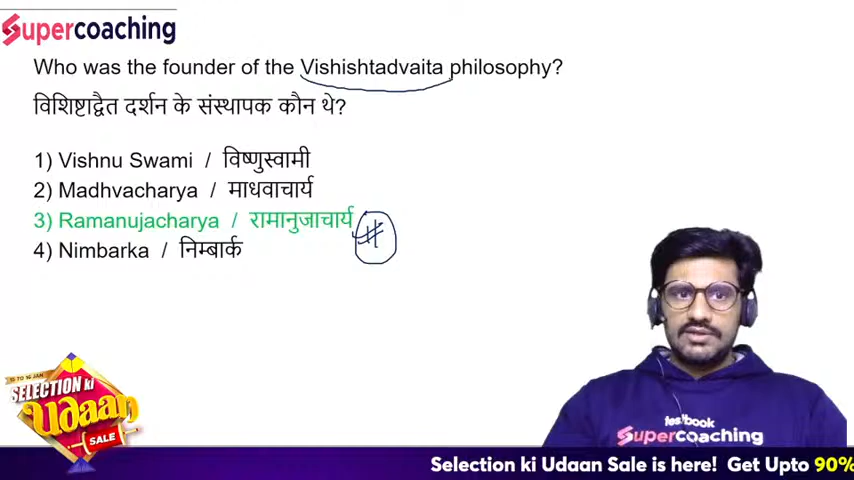 Supercoaching
Who was the founder of the Vishishtadvaita philosophy?
विशिष्टाद्वैत दर्शन के संस्थापक कौन थे?
1) Vishnu Swami / विष्णुस्वामी
2) Madhvacharya / माधवाचार्य
3) Ramanujacharya / रामानुजाचार्य
4) Nimbarka / निम्बार्क
SELECTION ki
Udaan
SALE
testbook
Supercoaching
Selection ki Udaan Sale is here! Get Upto 90%